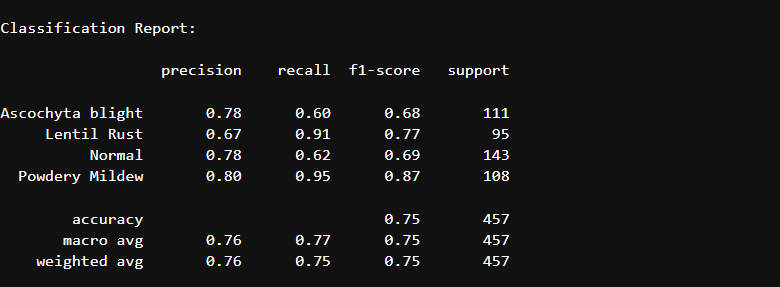 Classification Report:
precision recall f1-score support
Ascochyta blight 0.78 0.60 0.68 111
Lentil Rust 0.67 0.91 0.77 95
Normal 0.78 0.62 0.69 143
Powdery Mildew 0.80 0.95 0.87 108
accuracy 0.75 457
macro avg 0.76 0.77 0.75 457
weighted avg 0.76 0.75 0.75 457